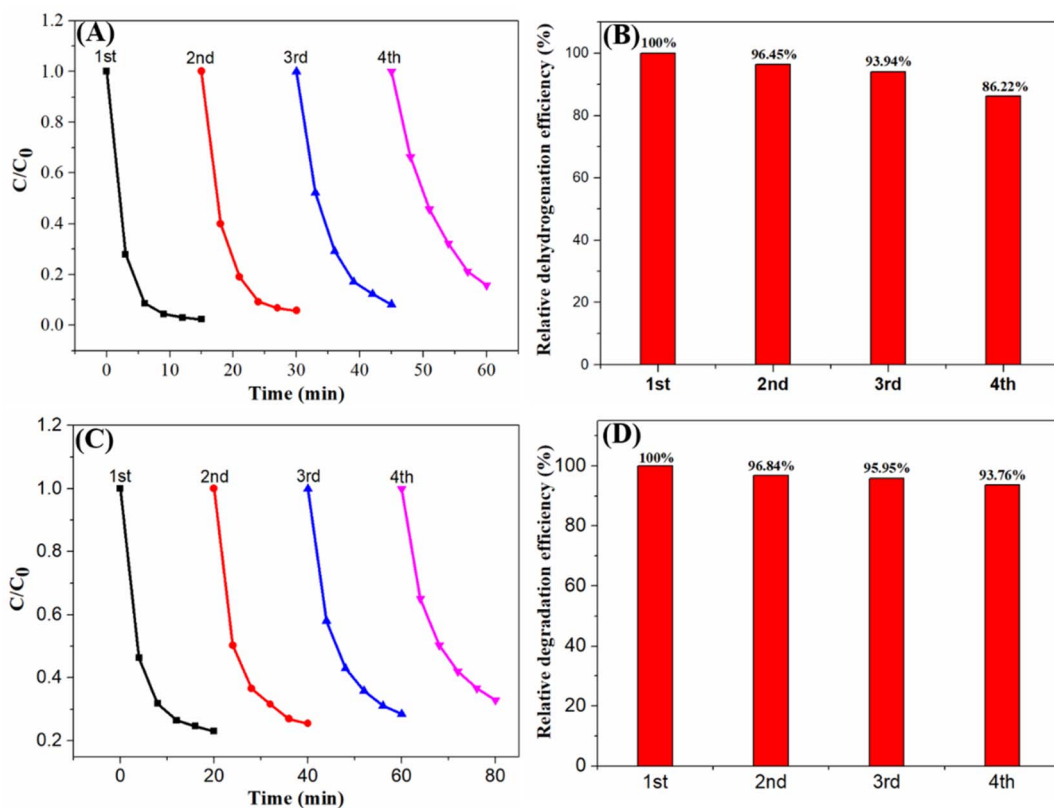 (A)
1st 2nd 3rd 4th
1.2
1.0
0.8
0.6
0.4
0.2
0.0
C/C0
0 10 20 30 40 50 60
Time (min)
(B)
100% 96.45% 93.94% 86.22%
100
80
60
40
20
0
Relative dehydrogenation efficiency (%)
1st 2nd 3rd 4th
(C)
1st 2nd 3rd 4th
1.2
1.0
0.8
0.6
0.4
0.2
C/C0
0 20 40 60 80
Time (min)
(D)
100% 96.84% 95.95% 93.76%
100
80
60
40
20
0
Relative degradation efficiency (%)
1st 2nd 3rd 4th